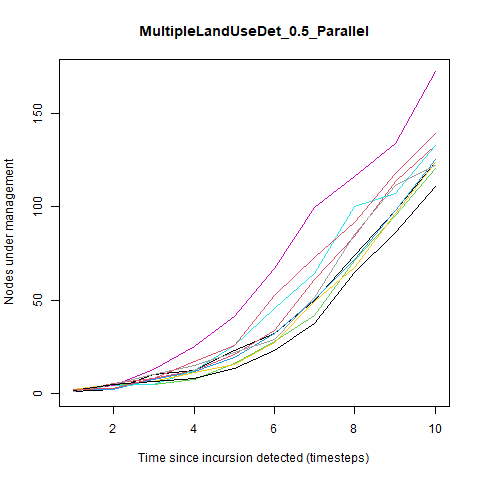 MultipleLandUseDet_0.5_Parallel
Nodes under management
150
100
50
0
2 4 6 8 10
Time since incursion detected (timesteps)